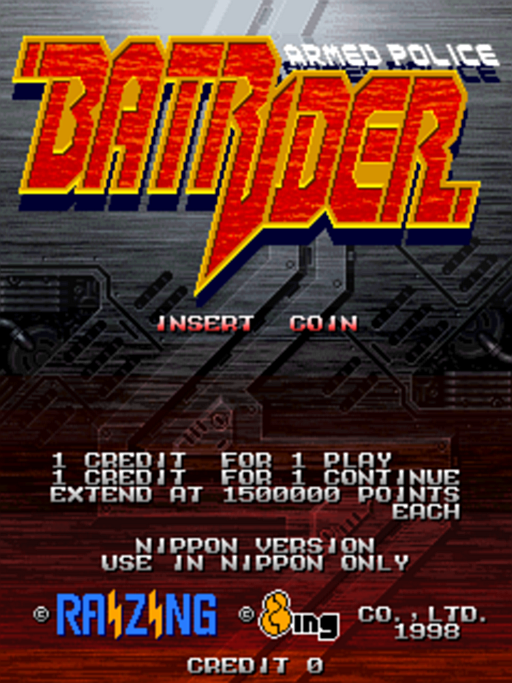 ARMED POLICE
BATRIDER
INSERT COIN
1 CREDIT FOR 1 PLAY
1 CREDIT FOR 1 CONTINUE
EXTEND AT 1500000 POINTS
EACH
NIPPON VERSION
USE IN NIPPON ONLY
© RAIZING © 8ing CO.,LTD.
1998
CREDIT 0